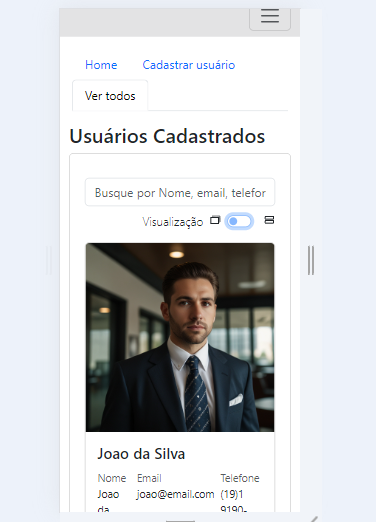 Home Cadastrar usuário
Ver todos
Usuários Cadastrados
Busque por Nome, email, telefor
Visualização
Joao da Silva
Nome Email Telefone
Joao joao@email.com (19)1
da 9190-